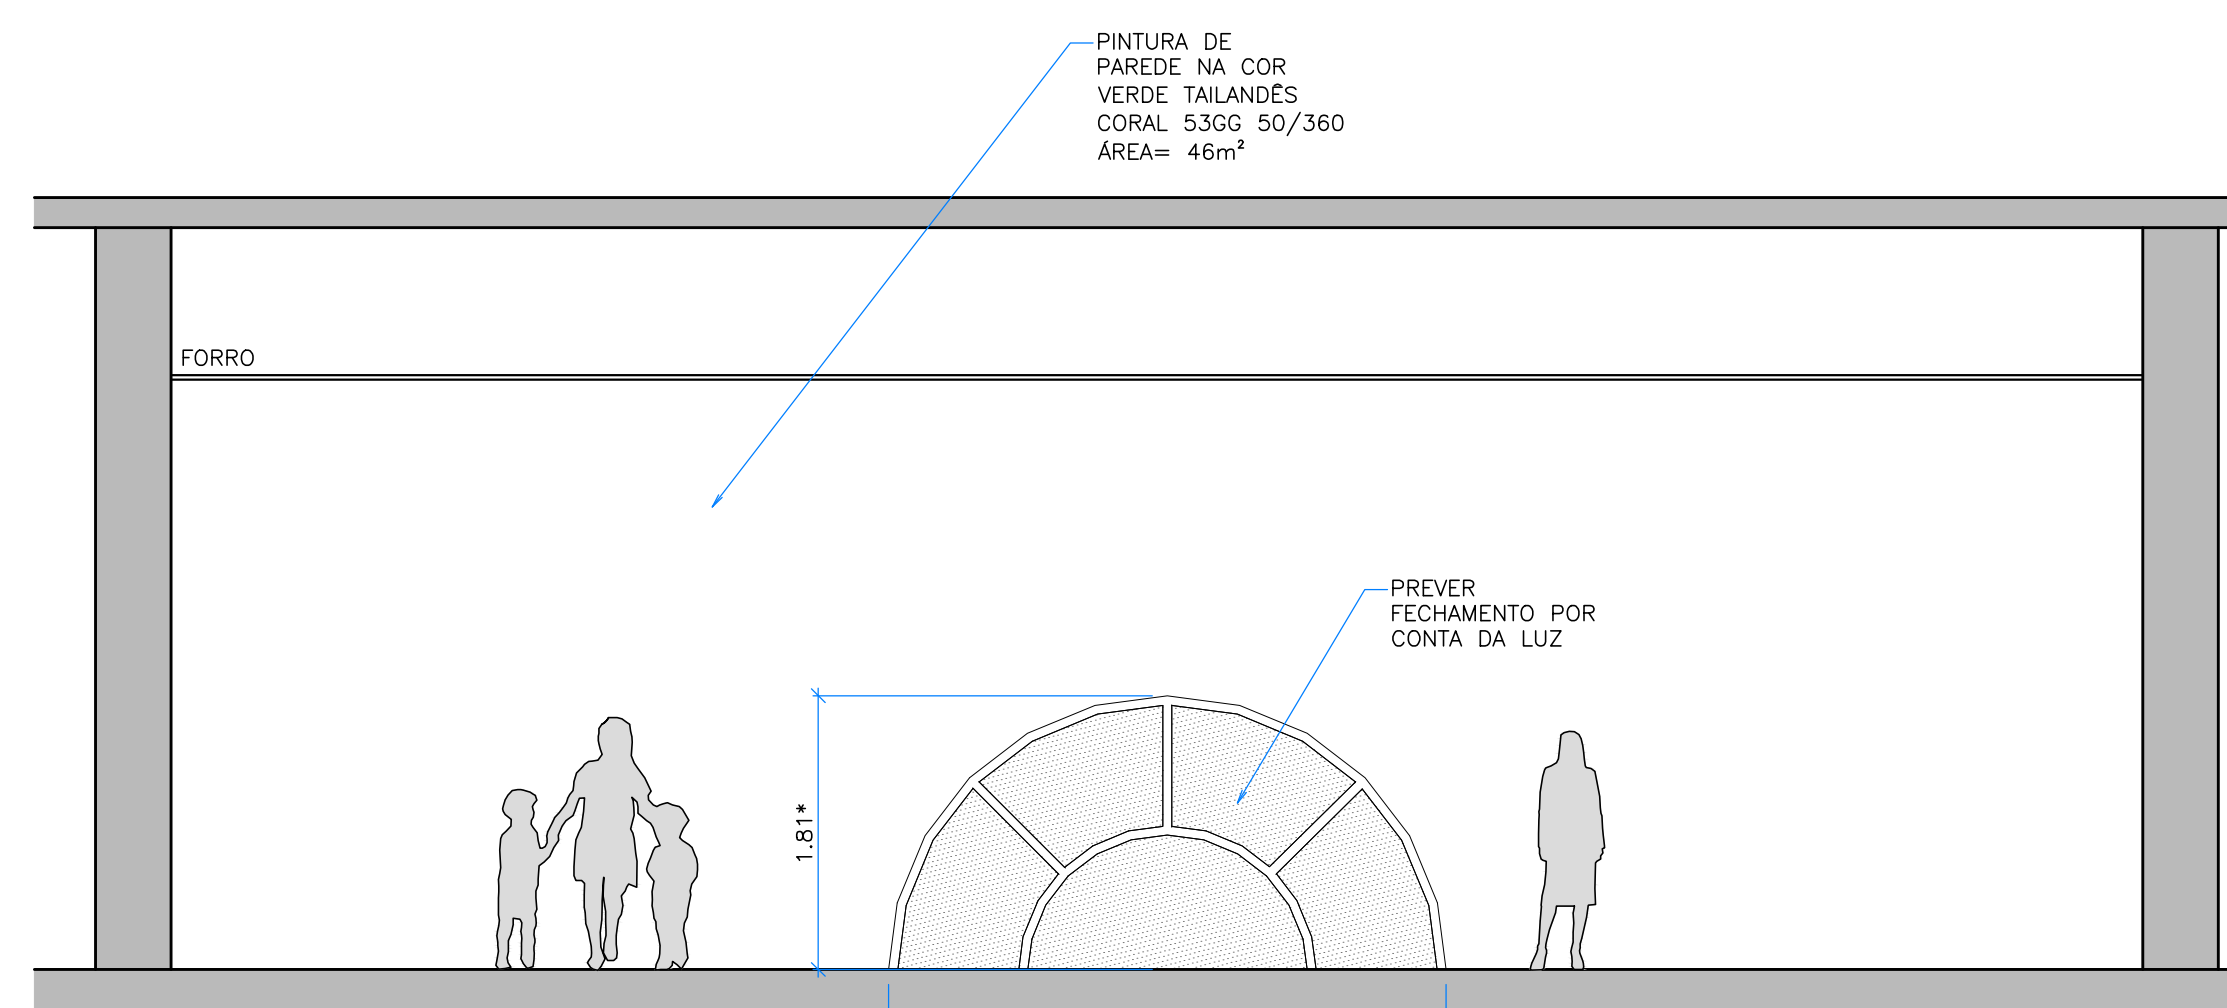 PINTURA DE
PAREDE NA COR
VERDE TAILANDÊS
CORAL 53GG 50/360
ÁREA= 46m²
FORRO
PREVER
FECHAMENTO POR
CONTA DA LUZ
1.81*